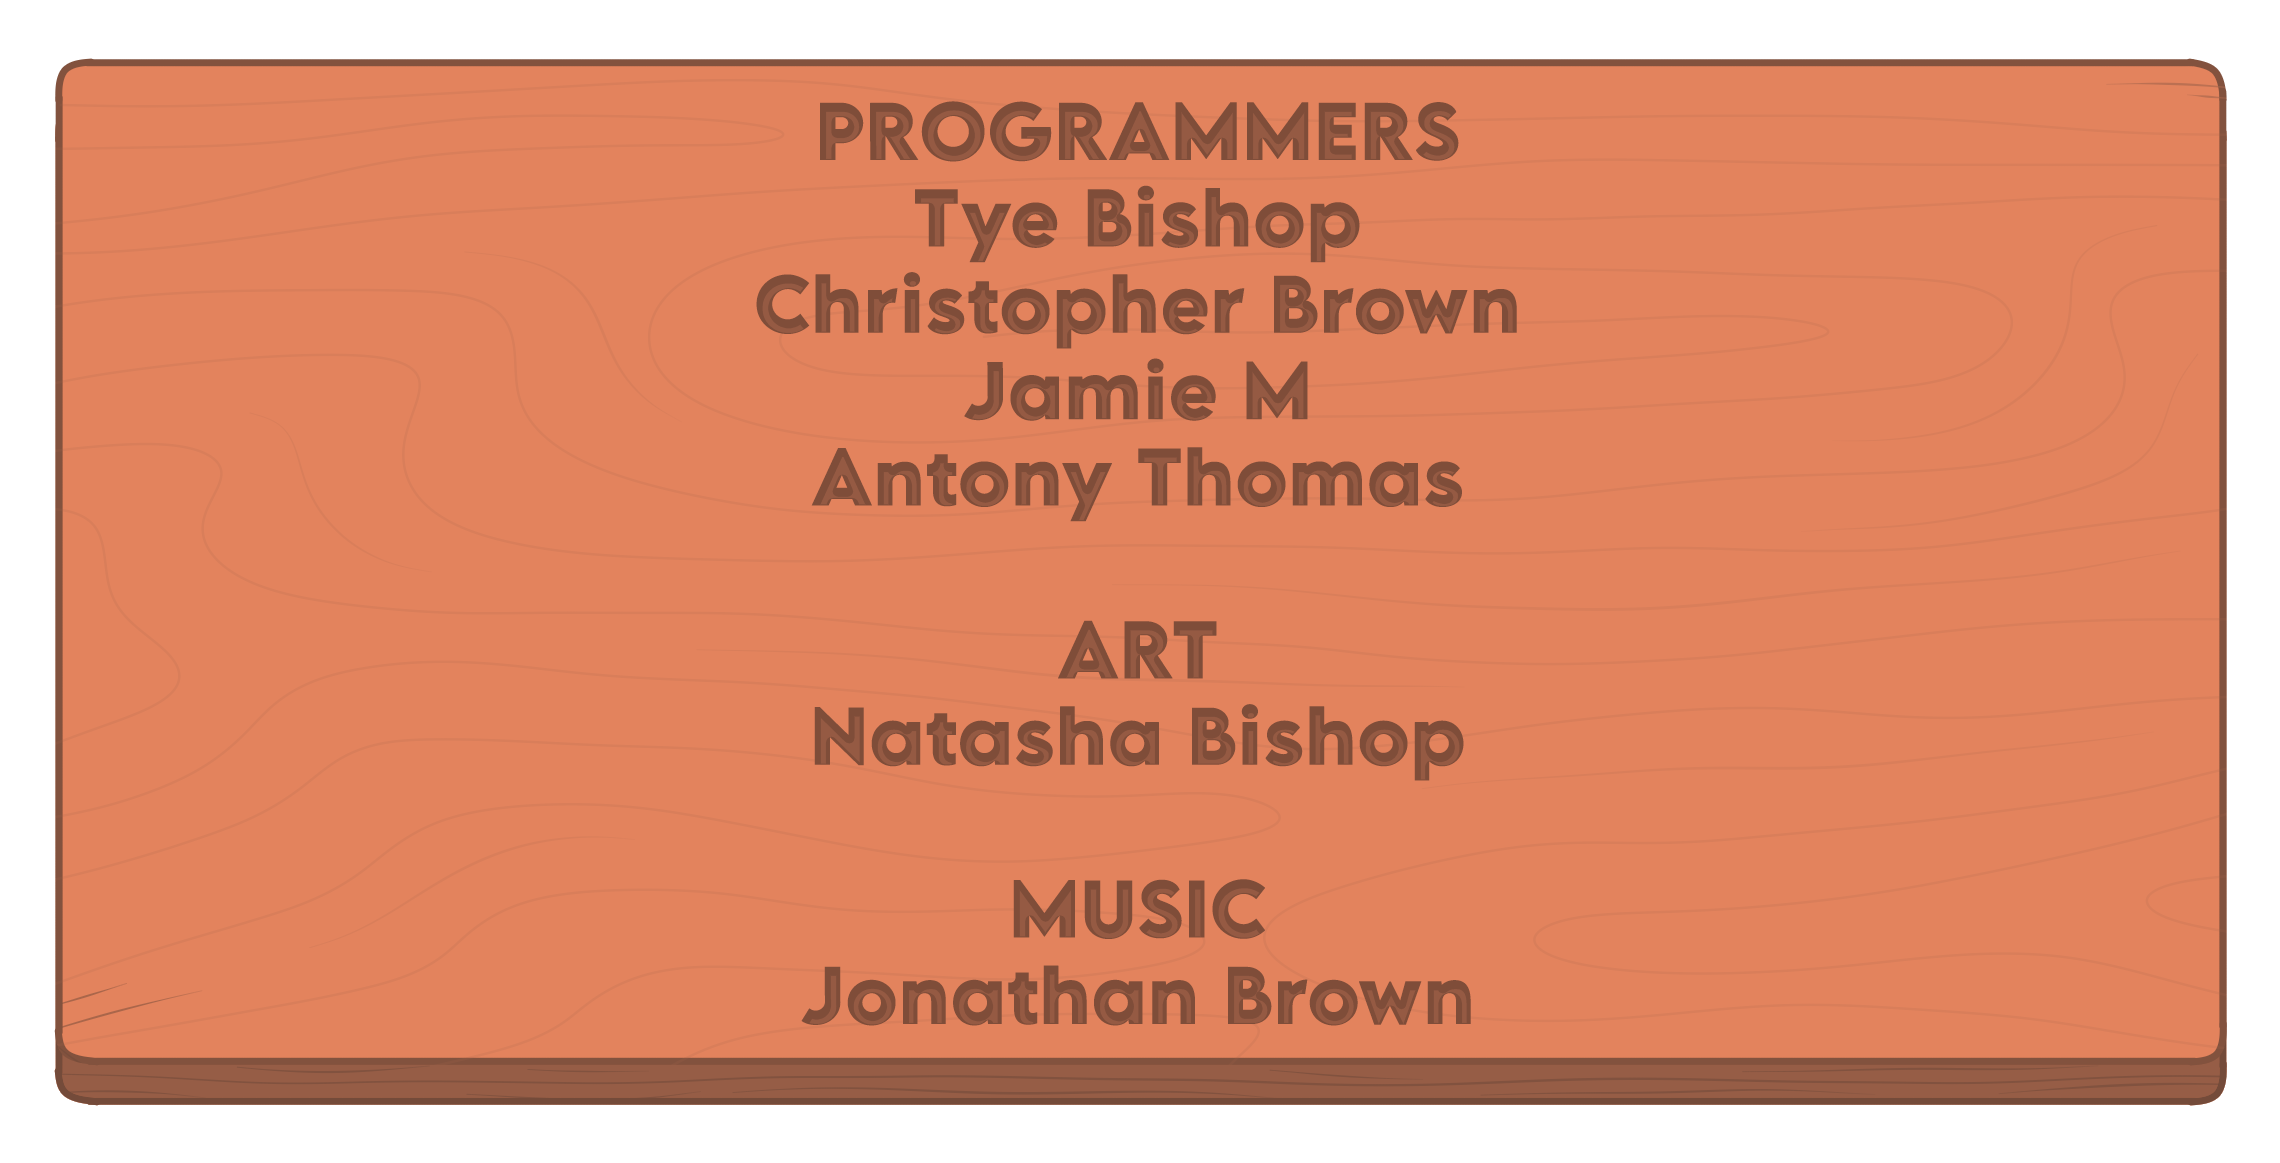 PROGRAMMERS
Tye Bishop
Christopher Brown
Jamie M
Antony Thomas
ART
Natasha Bishop
MUSIC
Jonathan Brown